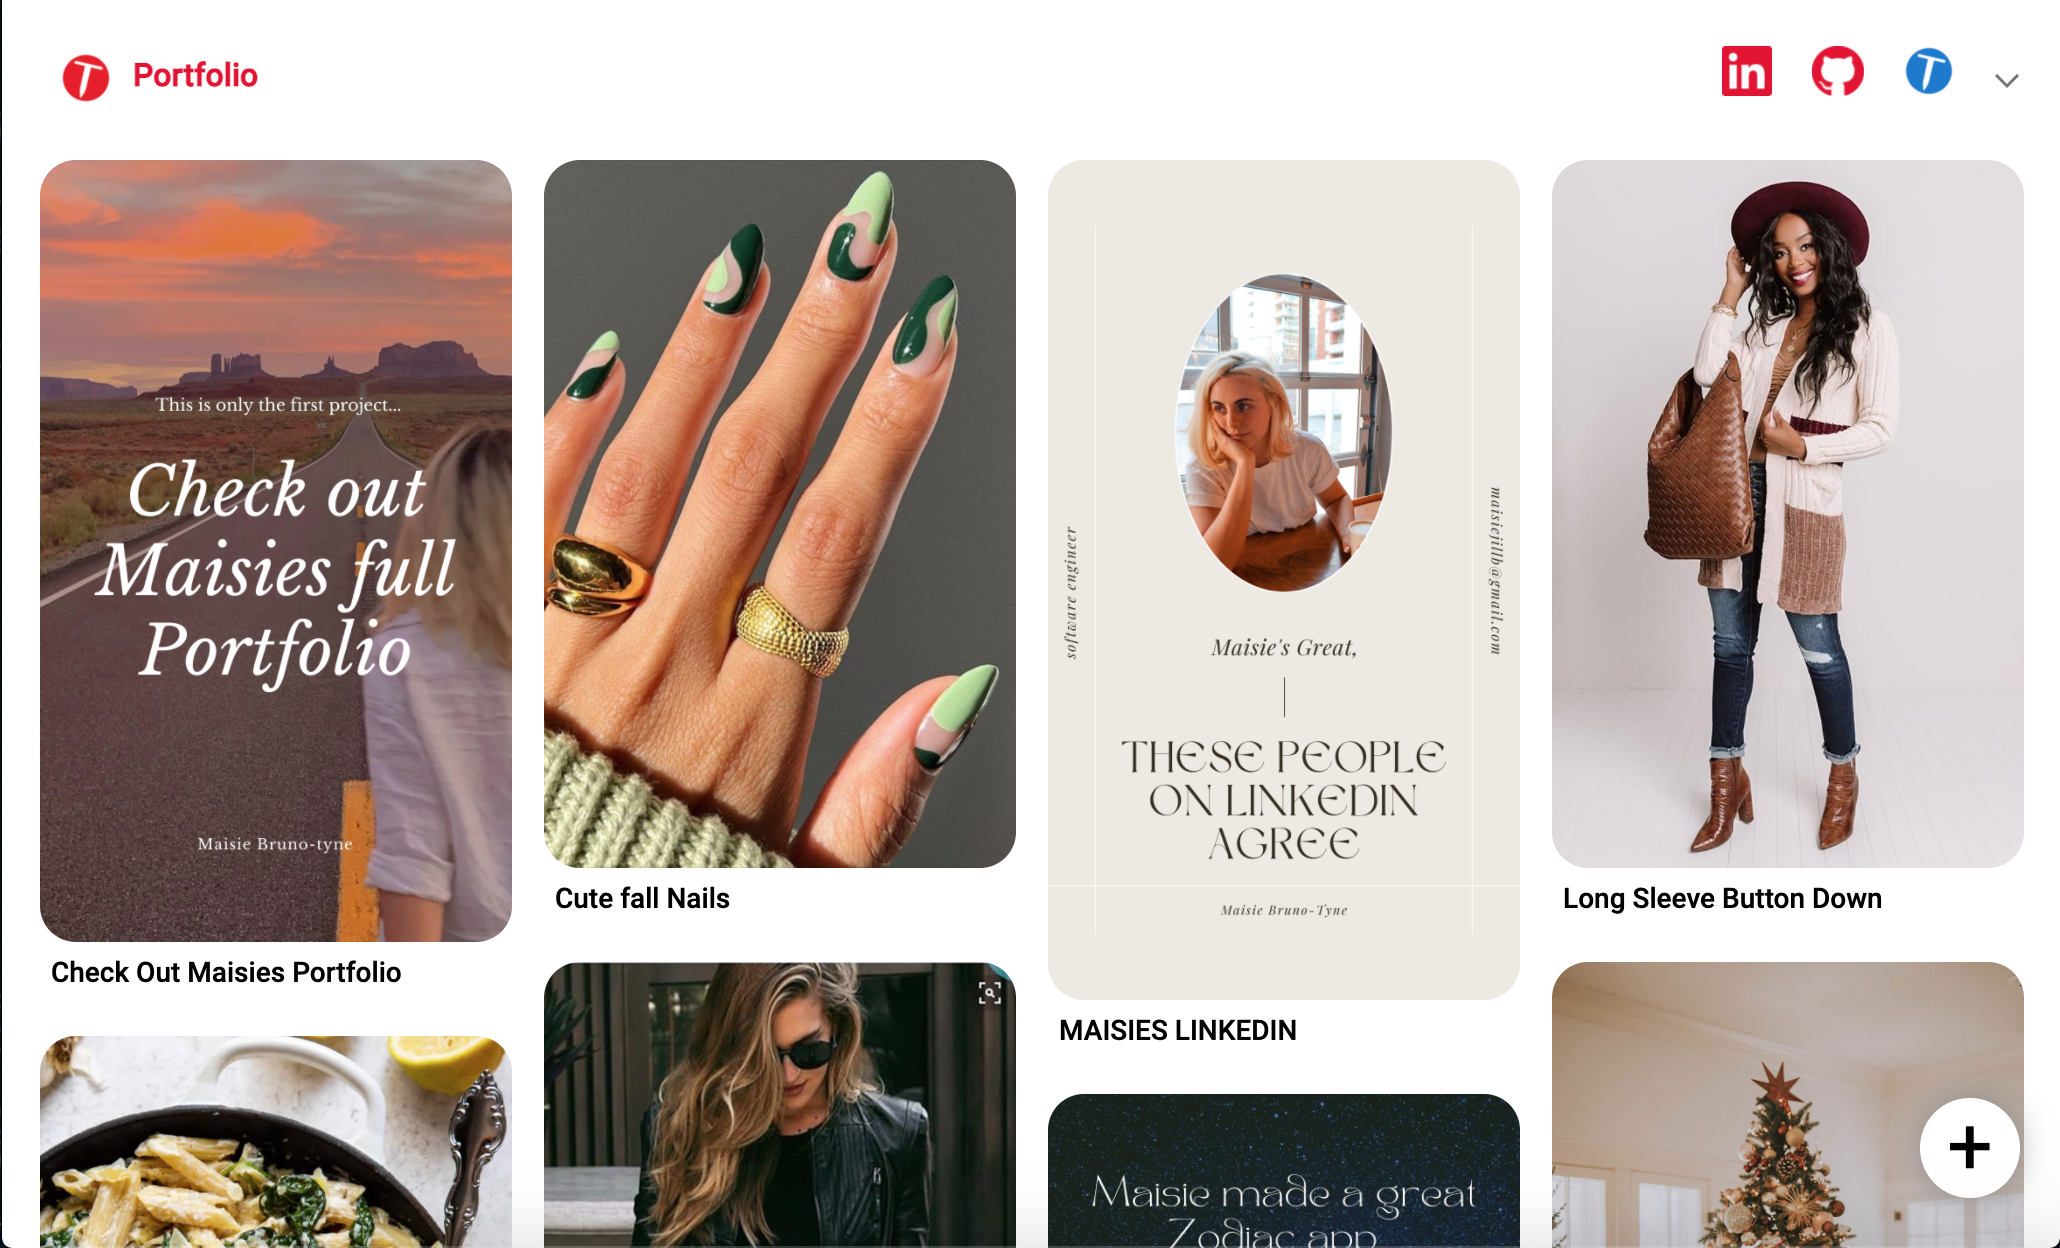 Portfolio
in
This is only the first project...
Check out
Maisies full
Portfolio
Maisie Bruno-tyne
Check Out Maisies Portfolio
Cute fall Nails
software engineer
maisiejillb@gmail.com
Maisie's Great,
THESE PEOPLE
ON LINKEDIN
AGREE
Maisie Bruno-Tyne
MAISIES LINKEDIN
Long Sleeve Button Down
Maisie made a great
Zodiac app